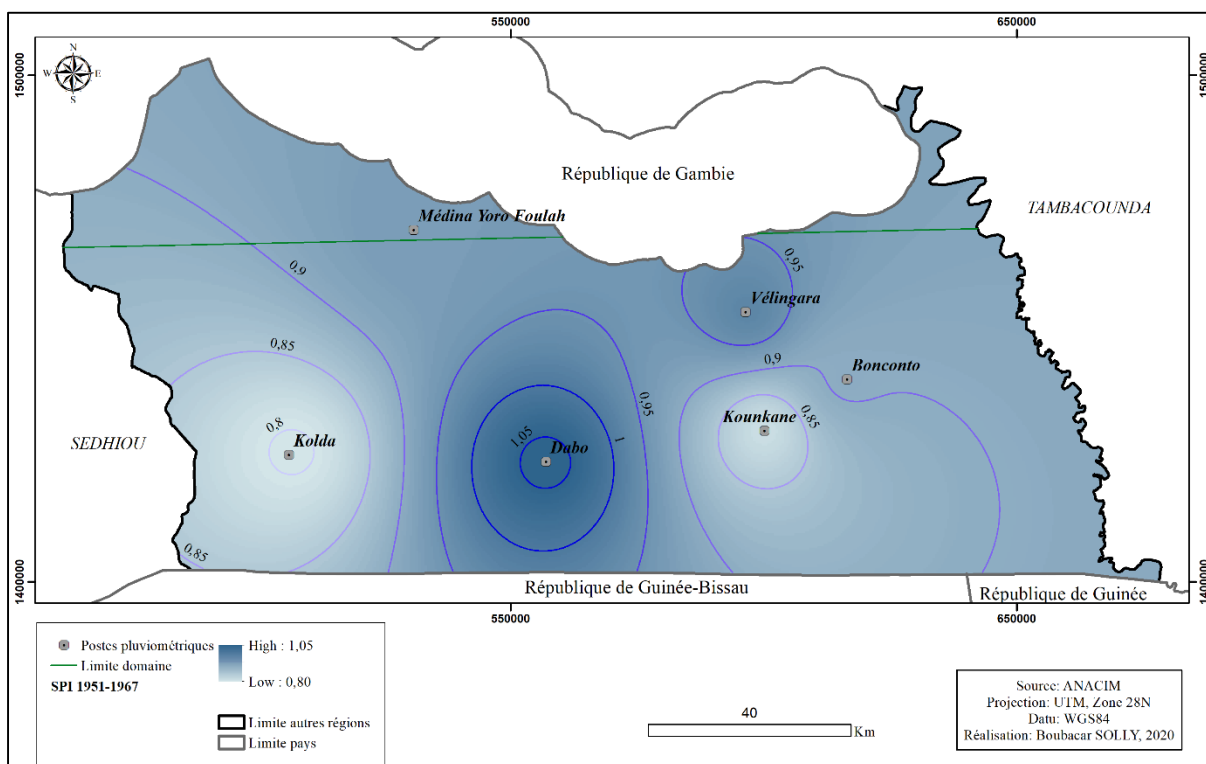 550000
650000
1500000
1500000
N
W
E
S
République de Gambie
TAMBACOUNDA
Médina Yoro Foulah
0,9
0,95
Vélingara
0,85
0,9
Bonconto
0,95
0,8
Kolda
SEDHIOU
1,05
1
Dabo
Kounkane
0,85
0,85
République de Guinée-Bissau
République de Guinée
1400000
1400000
550000
650000
Postes pluviométriques
Limite domaine
SPI 1951-1967
High : 1,05
Low : 0,80
Limite autres régions
Limite pays
40
Km
Source: ANACIM
Projection: UTM, Zone 28N
Datu: WGS84
Réalisation: Boubacar SOLLY, 2020